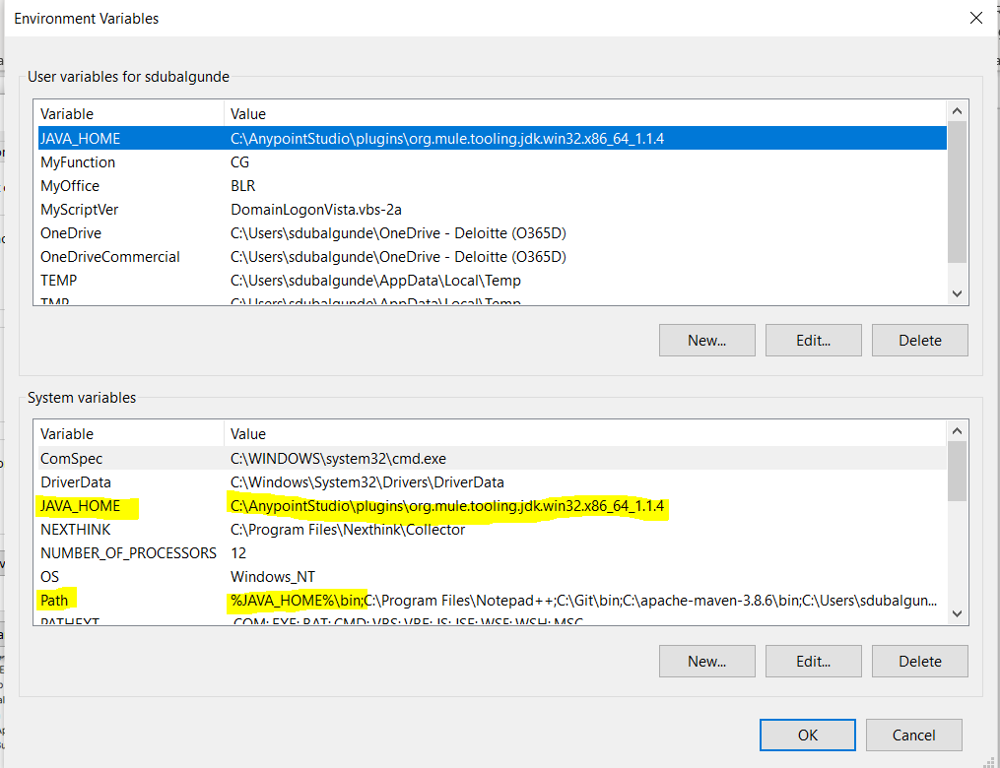 Environment Variables
User variables for sdubalgunde
Variable Value
JAVA_HOME C:\AnypointStudio\plugins\org.mule.tooling.jdk.win32.x86_64_1.1.4
MyFunction CG
MyOffice BLR
MyScriptVer DomainLogonVista.vbs-2a
OneDrive C:\Users\sdubalgunde\OneDrive - Deloitte (O365D)
OneDriveCommercial C:\Users\sdubalgunde\OneDrive - Deloitte (O365D)
TEMP C:\Users\sdubalgunde\AppData\Local\Temp
TMP C:\Users\sdubalgunde\AppData\Local\Temp
New... Edit... Delete
System variables
Variable Value
ComSpec C:\WINDOWS\system32\cmd.exe
DriverData C:\Windows\System32\Drivers\DriverData
JAVA_HOME C:\AnypointStudio\plugins\org.mule.tooling.jdk.win32.x86_64_1.1.4
NEXTHINK C:\Program Files\Nexthink\Collector
NUMBER_OF_PROCESSORS 12
OS Windows_NT
Path %JAVA_HOME%\bin;C:\Program Files\Notepad++;C:\Git\bin;C:\apache-maven-3.8.6\bin;C:\Users\sdubalgun...
PATHEXT .COM;.EXE;.BAT;.CMD;.VBS;.VBE;.JS;.JSE;.WSF;.WSH;.MSC
New... Edit... Delete
OK Cancel